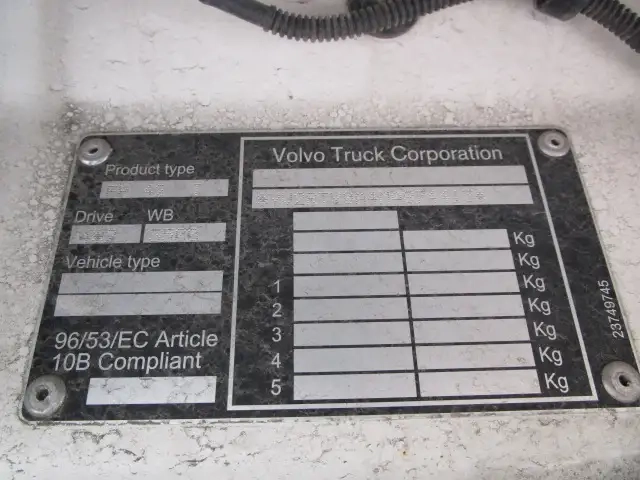 Volvo Truck Corporation
Product type
Drive WB
Vehicle type
96/53/EC Article
10B Compliant
Kg
Kg
1 Kg
2 Kg
3 Kg
4 Kg
5 Kg
23749745